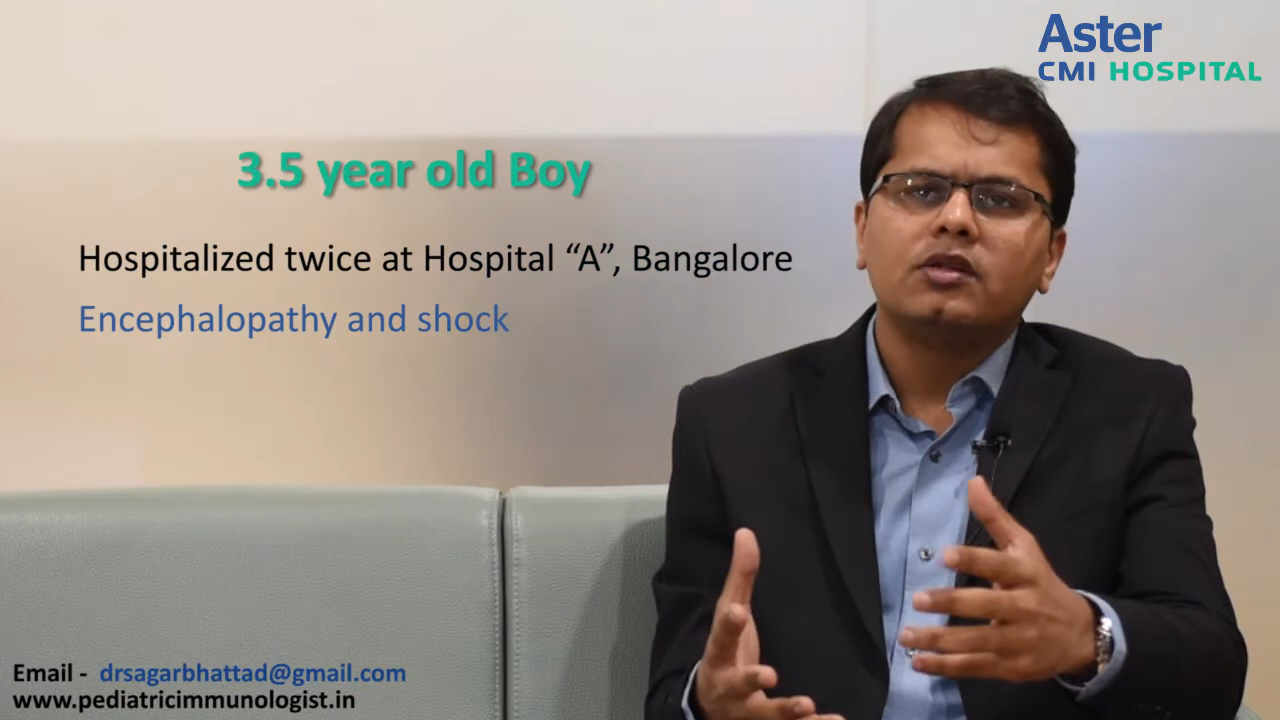 Aster
CMI HOSPITAL
3.5 year old Boy
Hospitalized twice at Hospital “A”, Bangalore
Encephalopathy and shock
Email - drsagarbhattad@gmail.com
www.pediatricimmunologist.in